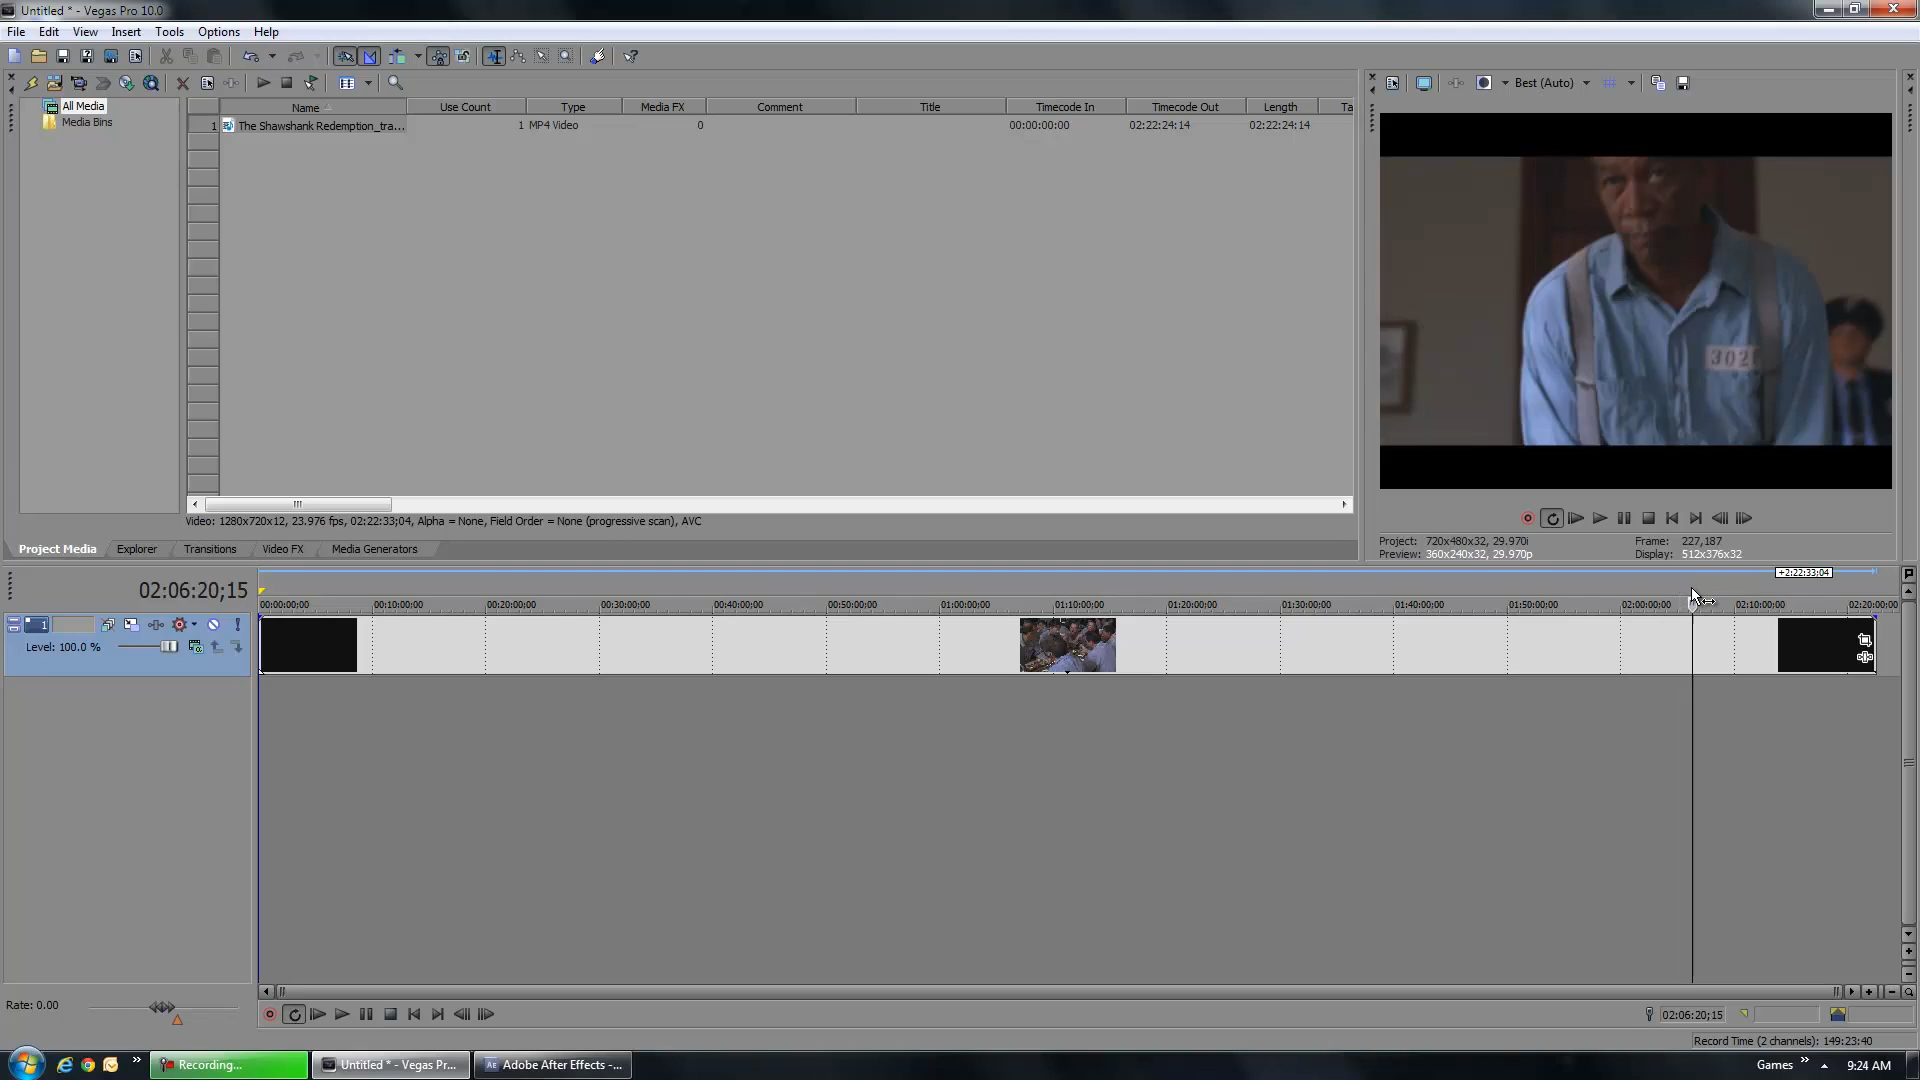 Untitled * - Vegas Pro 10.0
File Edit View Insert Tools Options Help
Best (Auto)
All Media
Media Bins
Name Use Count Type Media FX Comment Title Timecode In Timecode Out Length Ta
1 The Shawshank Redemption_tra... 1 MP4 Video 0 00:00:00:00 02:22:24:14 02:22:24:14
302
Video: 1280x720x12, 23.976 fps, 02:22:33;04, Alpha = None, Field Order = None (progressive scan), AVC
Project Media Explorer Transitions Video FX Media Generators
Project: 720x480x32, 29.970i Frame: 227,187
Preview: 360x240x32, 29.970p Display: 512x376x32
+2:22:33;04
02:06:20;15
00:00:00;00 00:10:00;00 00:20:00;00 00:30:00;00 00:40:00;00 00:50:00;00 01:00:00;00 01:10:00;00 01:20:00;00 01:30:00;00 01:40:00;00 01:50:00;00 02:00:00;00 02:10:00;00 02:20:00;00
1
Level: 100.0 %
Rate: 0.00
02:06:20;15
Record Time (2 channels): 149:23:40
Recording... Untitled * - Vegas Pr... AE Adobe After Effects -... Games 9:24 AM